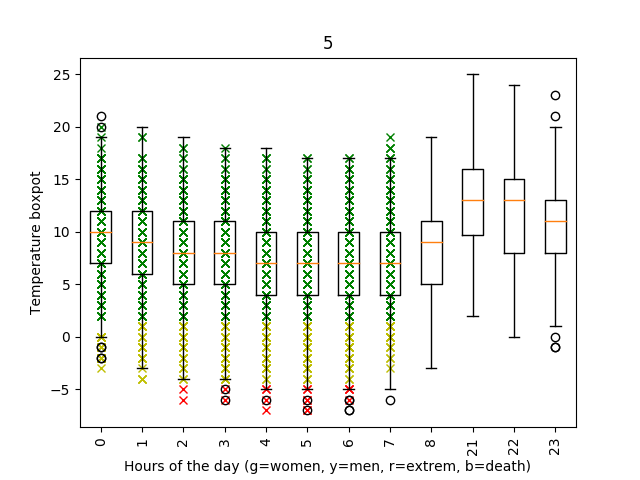 5
25
20
15
10
5
0
−5
Temperature boxpot
0 1 2 3 4 5 6 7 8 21 22 23
Hours of the day (g=women, y=men, r=extrem, b=death)